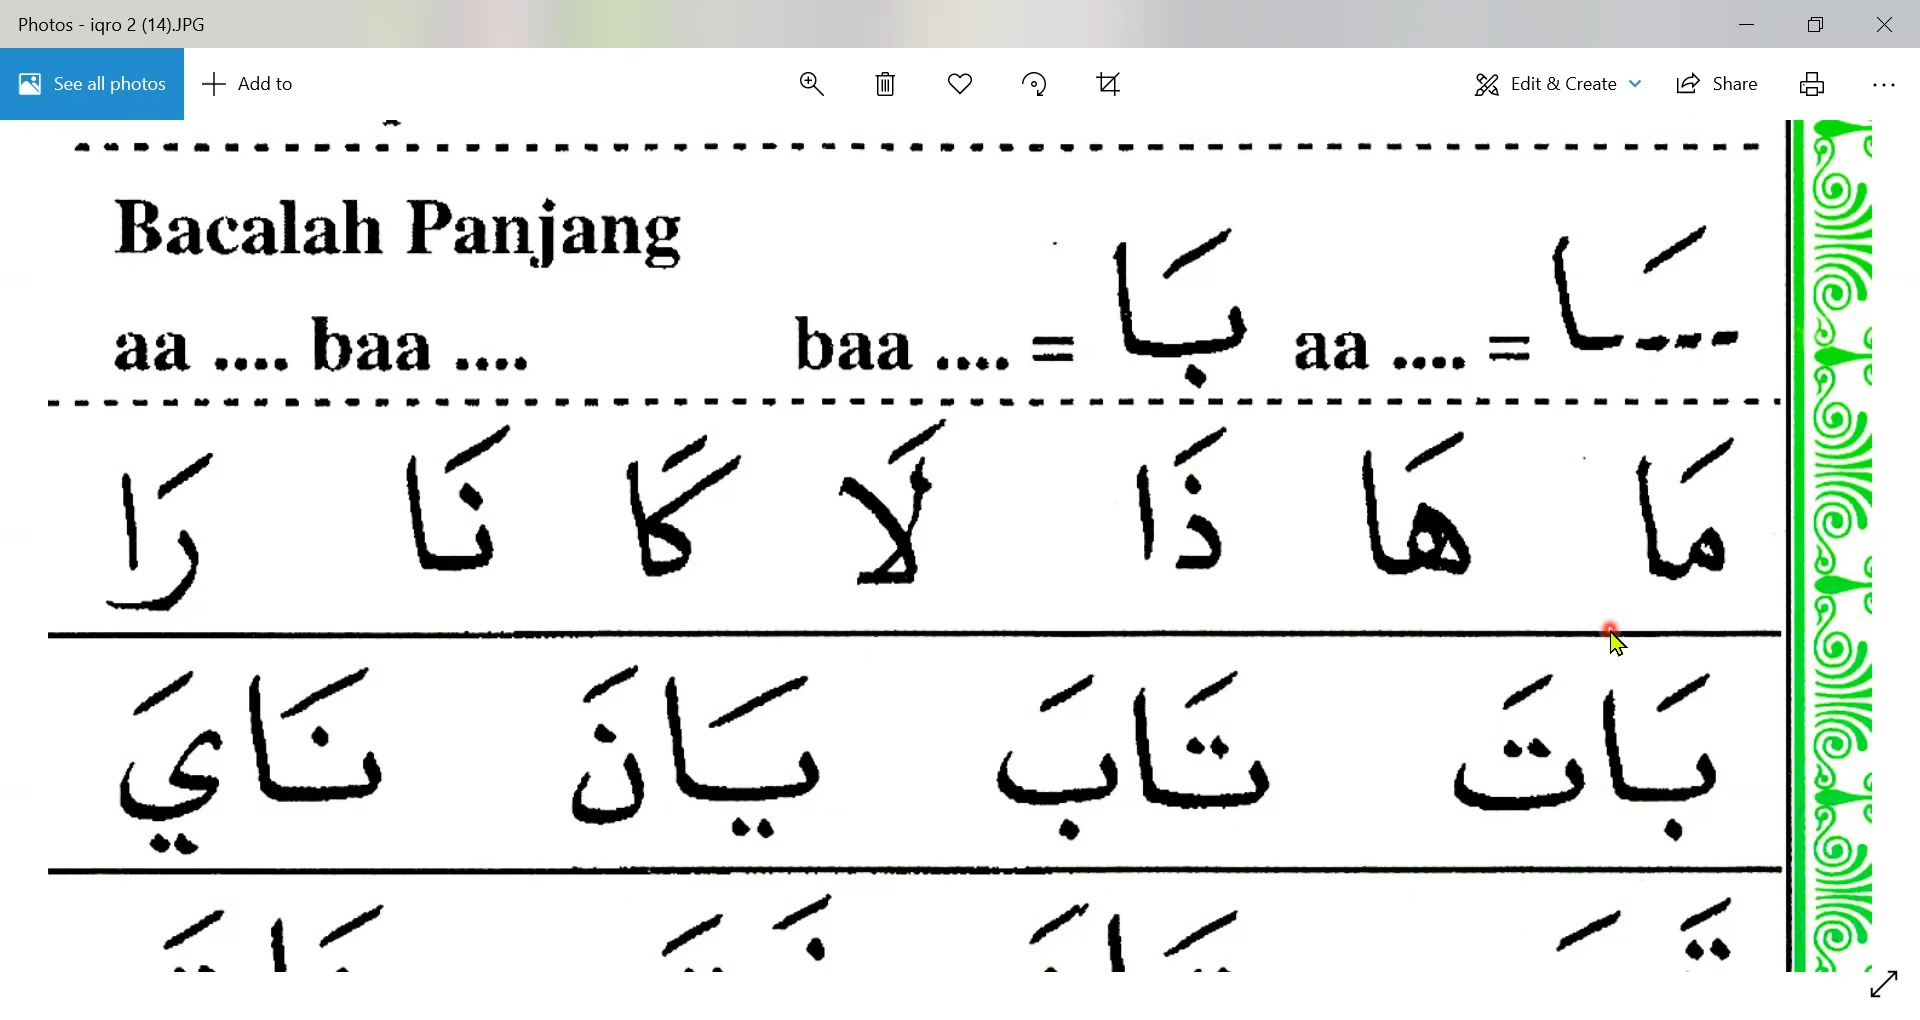 Photos - iqro 2 (14).JPG
See all photos Add to Edit & Create Share
Bacalah Panjang
aa .... baa .... baa .... = بَـا aa .... = ---ـَـا
مَا هَا ذَا لَا كَا نَا رَا
بَاتَ تَابَ يَانَ نَايَ